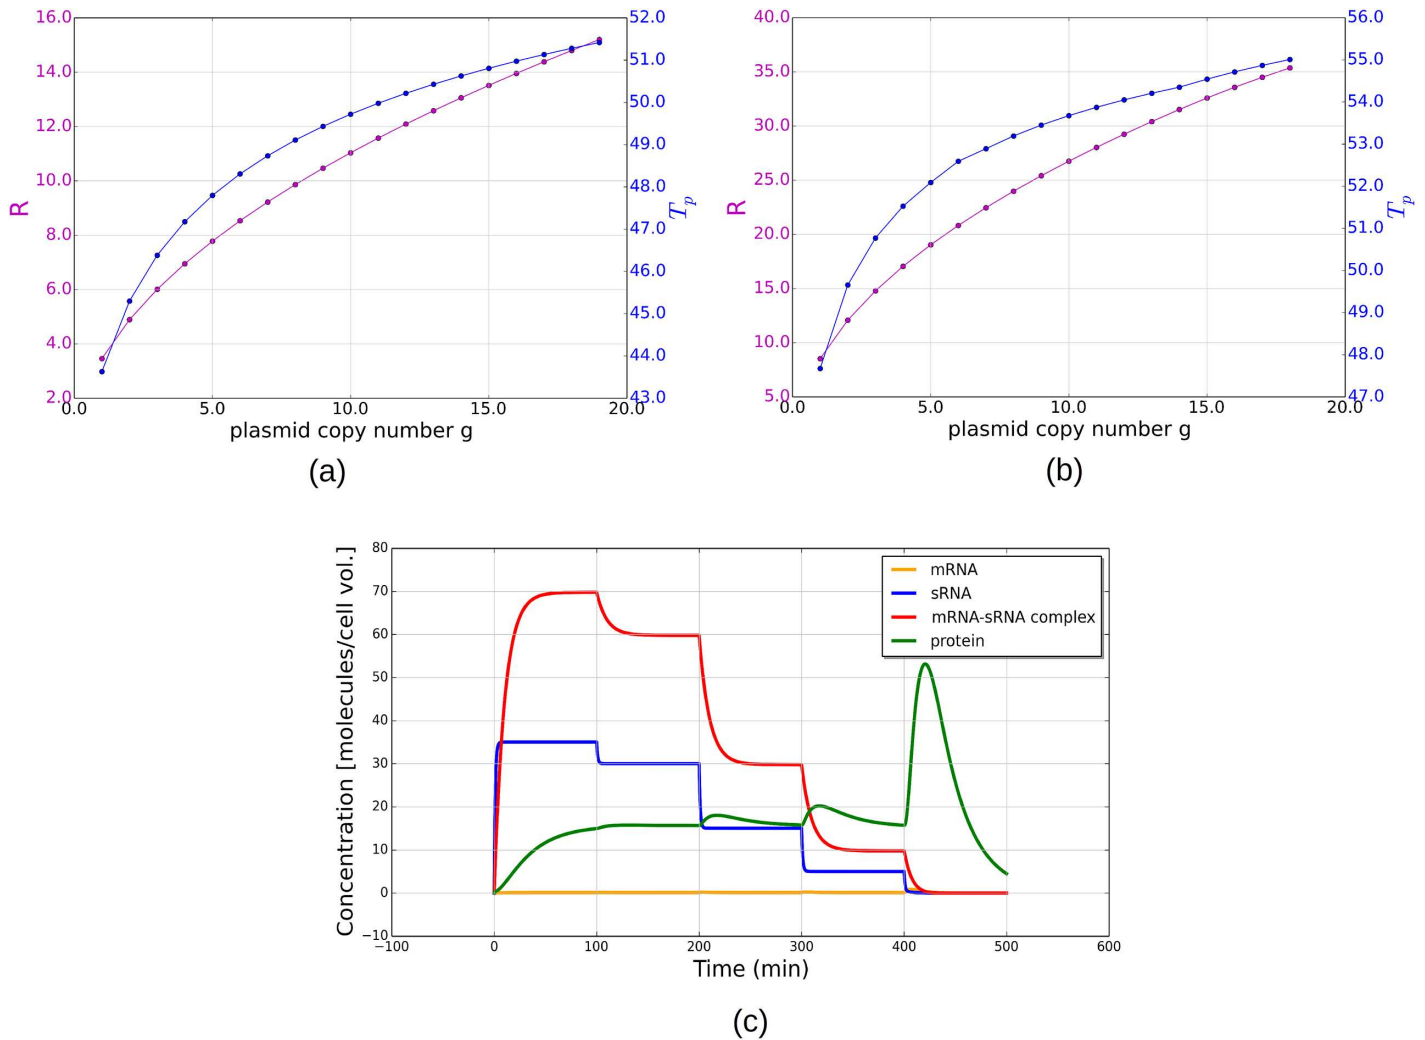 16.0
14.0
12.0
10.0
8.0
6.0
4.0
2.0
R
52.0
51.0
50.0
49.0
48.0
47.0
46.0
45.0
44.0
43.0
T_p
0.0 5.0 10.0 15.0 20.0
plasmid copy number g
(a)
40.0
35.0
30.0
25.0
20.0
15.0
10.0
5.0
R
56.0
55.0
54.0
53.0
52.0
51.0
50.0
49.0
48.0
47.0
T_p
0.0 5.0 10.0 15.0 20.0
plasmid copy number g
(b)
Concentration [molecules/cell vol.]
80
70
60
50
40
30
20
10
0
−10
mRNA
sRNA
mRNA-sRNA complex
protein
−100 0 100 200 300 400 500 600
Time (min)
(c)